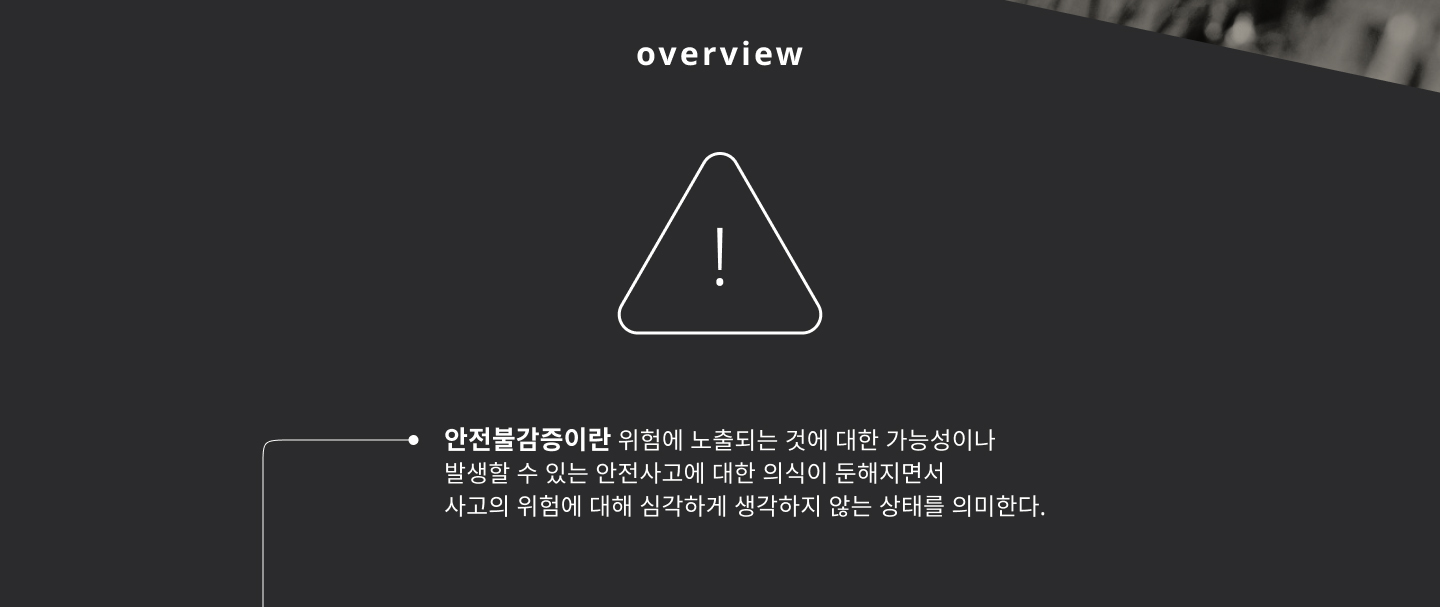 overview
!
안전불감증이란 위험에 노출되는 것에 대한 가능성이나
발생할 수 있는 안전사고에 대한 의식이 둔해지면서
사고의 위험에 대해 심각하게 생각하지 않는 상태를 의미한다.